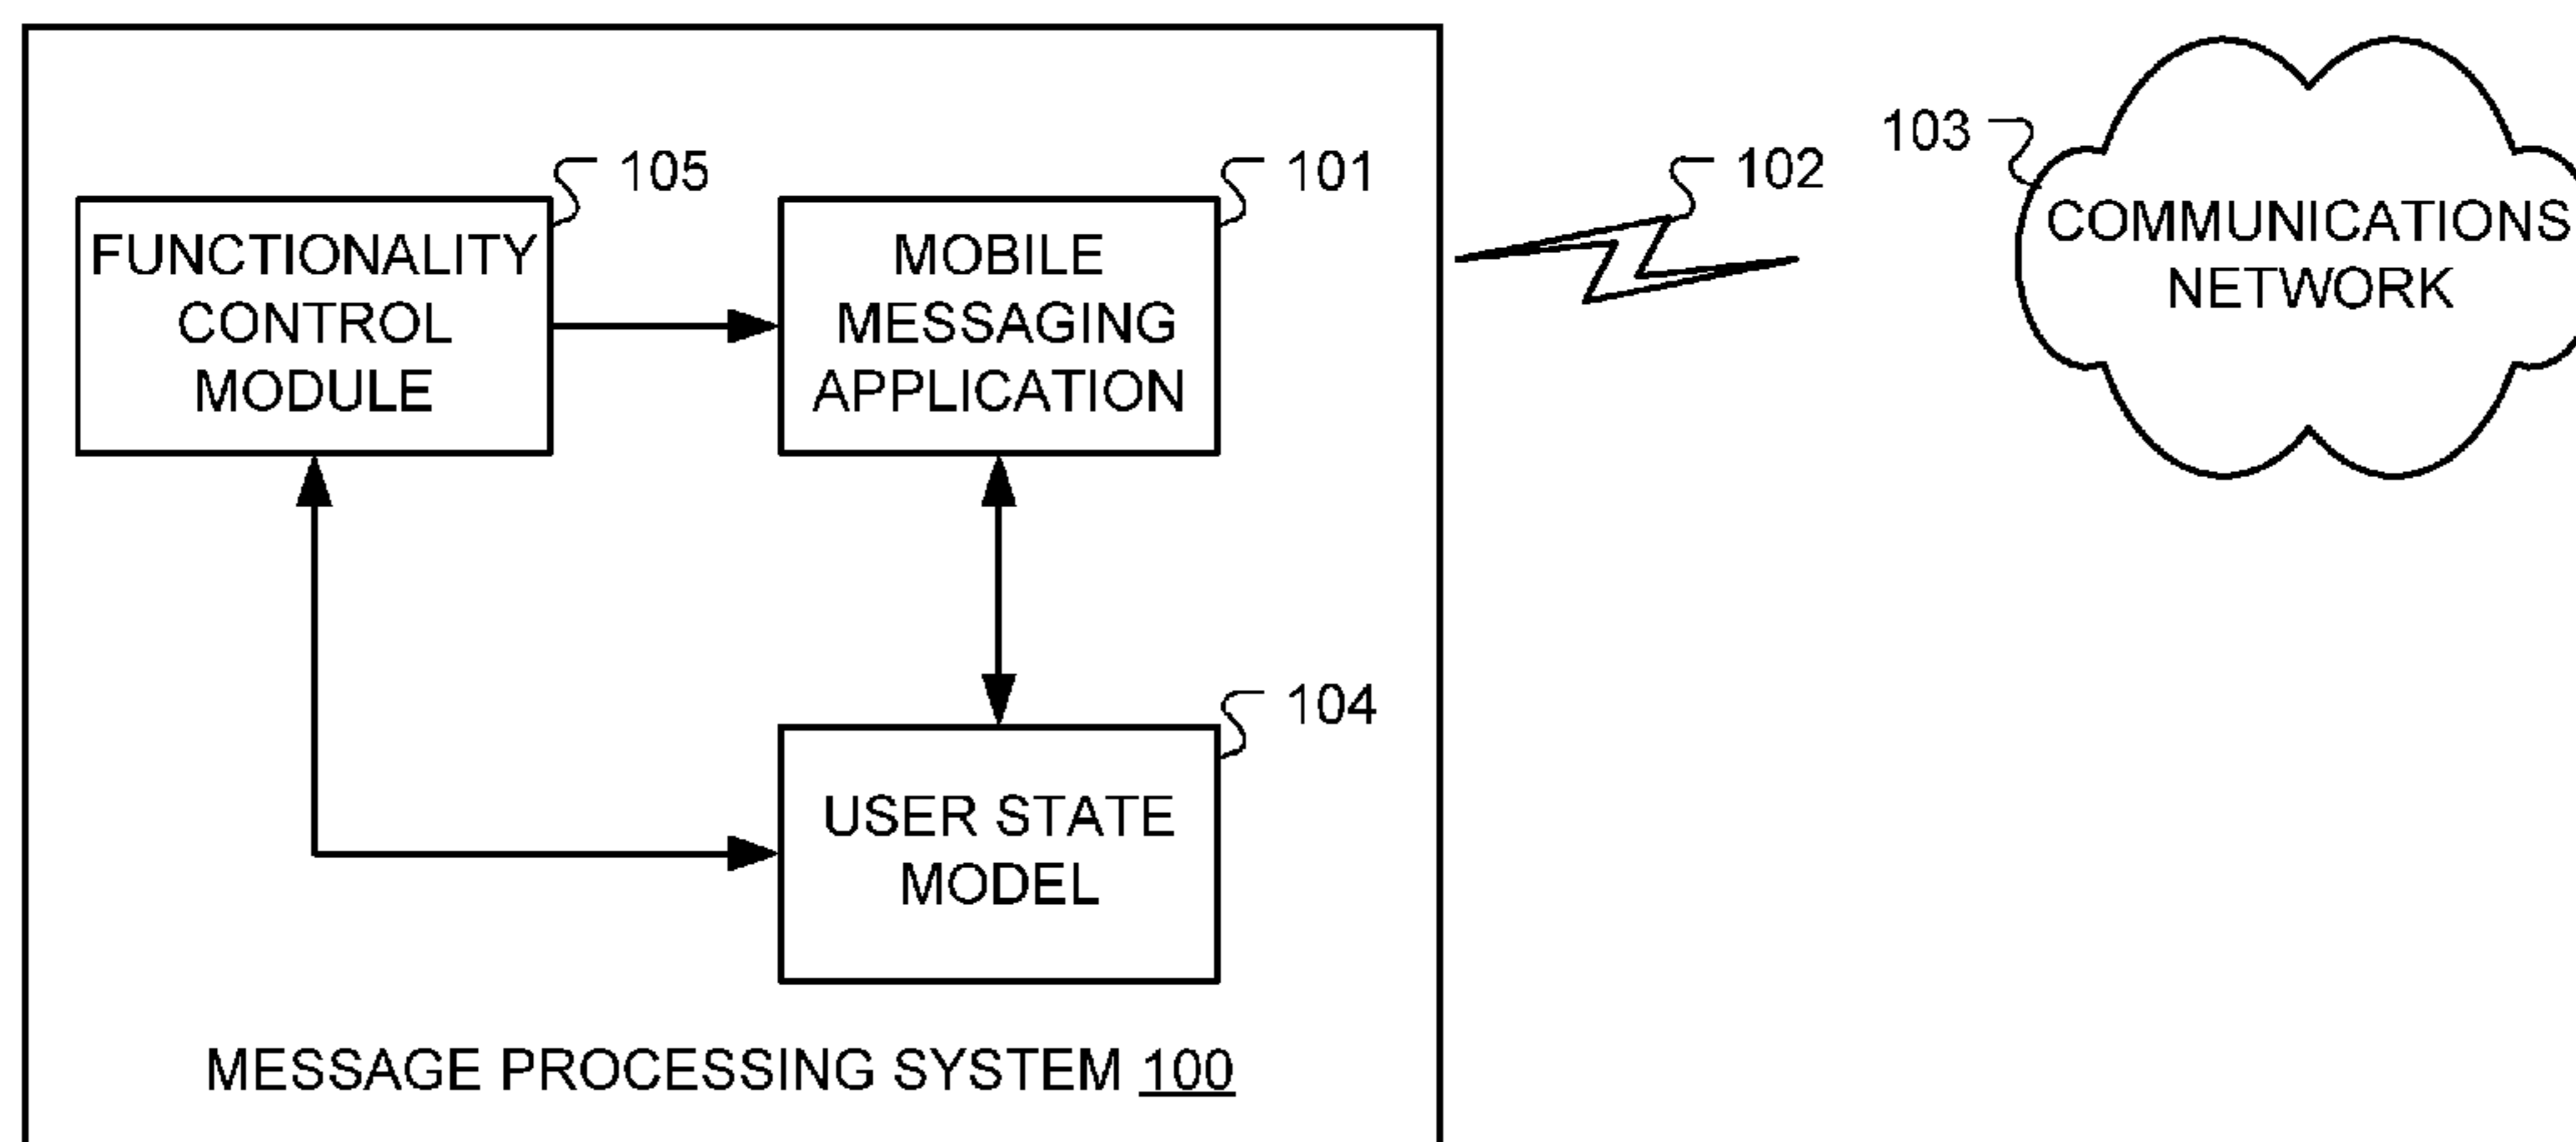 105
FUNCTIONALITY
CONTROL
MODULE
101
MOBILE
MESSAGING
APPLICATION
102
103
COMMUNICATIONS
NETWORK
104
USER STATE
MODEL
MESSAGE PROCESSING SYSTEM 100